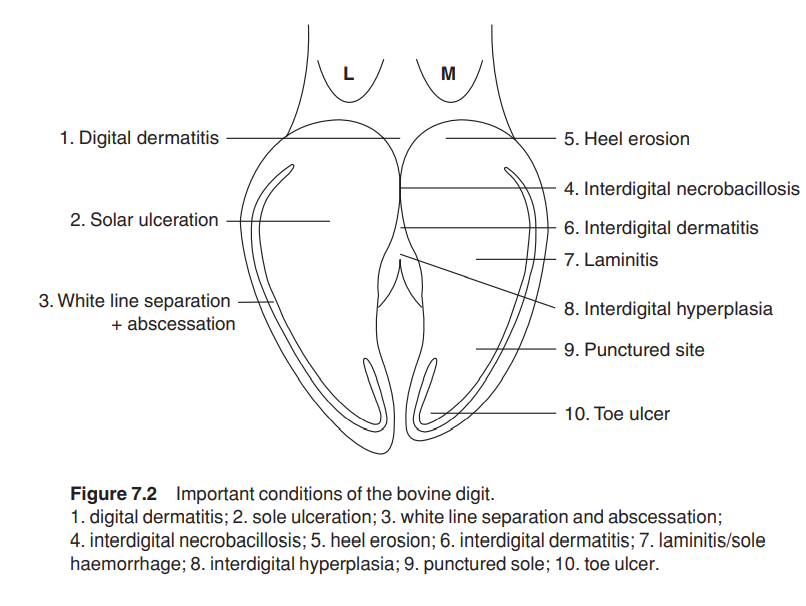 L
M
1. Digital dermatitis
5. Heel erosion
4. Interdigital necrobacillosis
2. Solar ulceration
6. Interdigital dermatitis
7. Laminitis
3. White line separation
+ abscessation
8. Interdigital hyperplasia
9. Punctured site
10. Toe ulcer
Figure 7.2 Important conditions of the bovine digit.
1. digital dermatitis; 2. sole ulceration; 3. white line separation and abscessation;
4. interdigital necrobacillosis; 5. heel erosion; 6. interdigital dermatitis; 7. laminitis/sole
haemorrhage; 8. interdigital hyperplasia; 9. punctured sole; 10. toe ulcer.